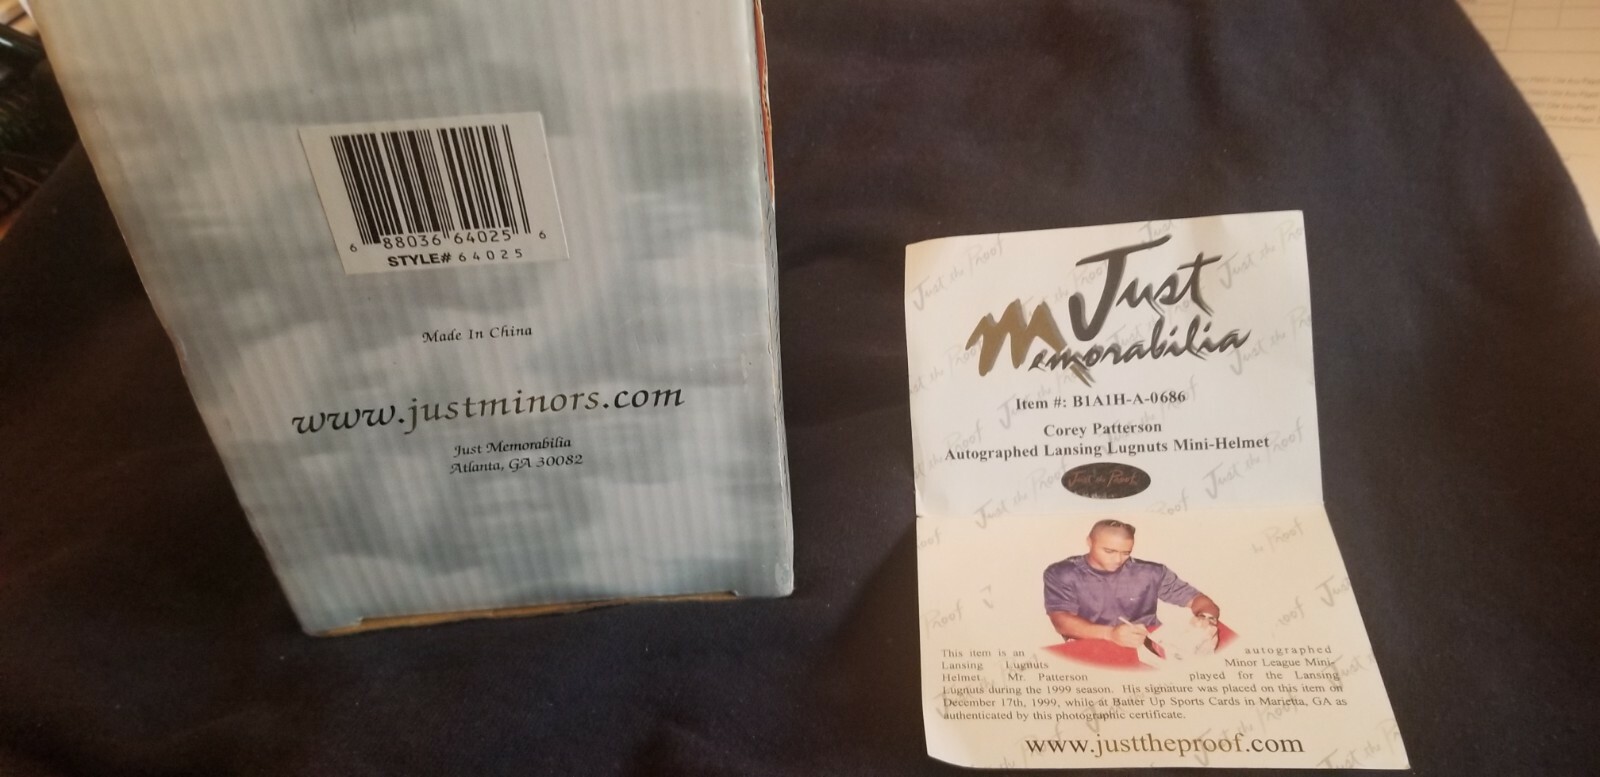 6 88036 64025 6
STYLE# 64025
Made In China
www.justminors.com
Just Memorabilia
Atlanta, GA 30082
Just
Memorabilia
Item #: B1A1H-A-0686
Corey Patterson
Autographed Lansing Lugnuts Mini-Helmet
Just the Proof
This item is an autographed
Lansing Lugnuts Minor League Mini-
Helmet Mr. Patterson played for the Lansing
Lugnuts during the 1999 season. His signature was placed on this item on
December 17th, 1999, while at Batter Up Sports Cards in Marietta, GA as
authenticated by this photographic certificate.
www.justtheproof.com